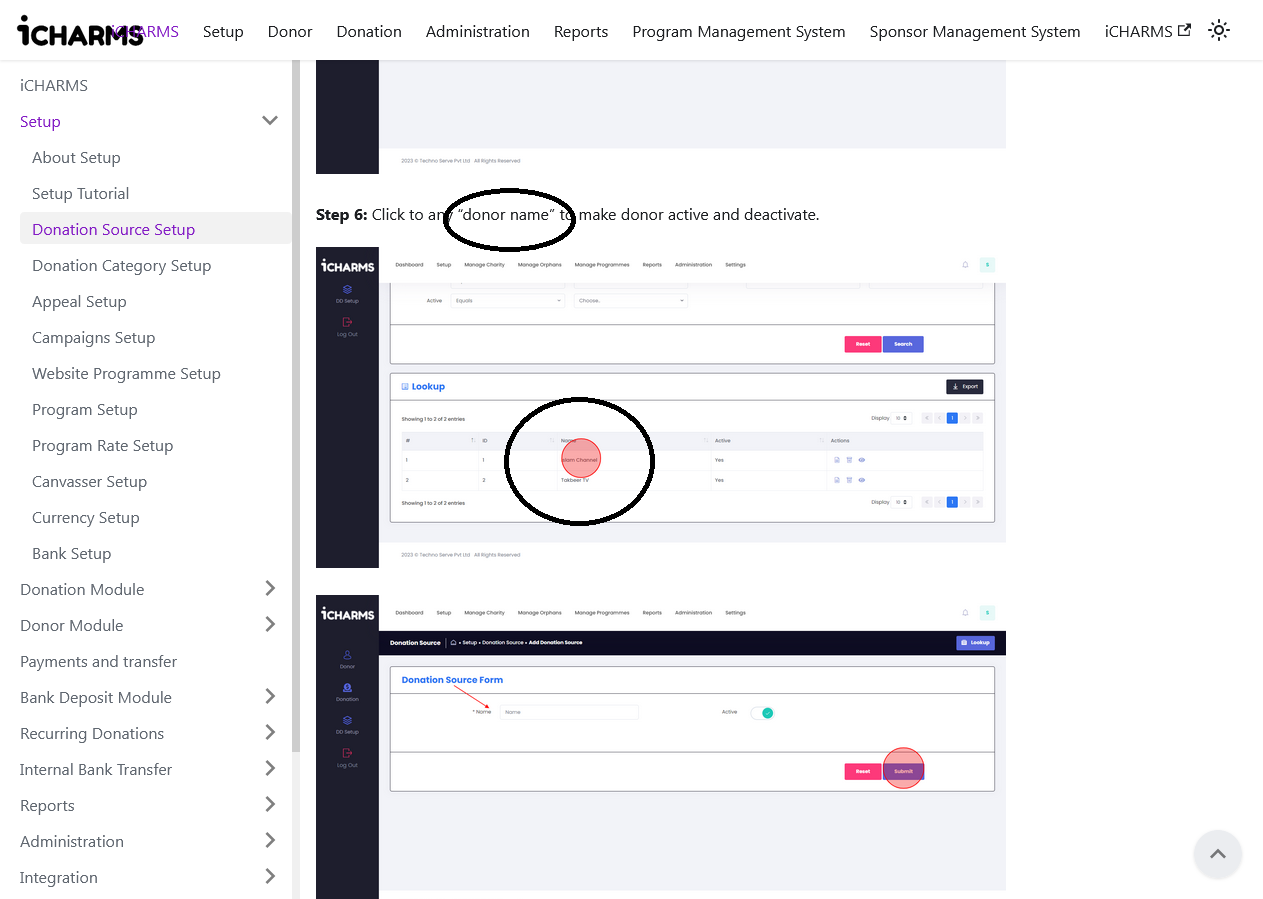 iCHARMS iCHARMS Setup Donor Donation Administration Reports Program Management System Sponsor Management System iCHARMS
iCHARMS
Setup
About Setup
Setup Tutorial
Donation Source Setup
Donation Category Setup
Appeal Setup
Campaigns Setup
Website Programme Setup
Program Setup
Program Rate Setup
Canvasser Setup
Currency Setup
Bank Setup
Donation Module
Donor Module
Payments and transfer
Bank Deposit Module
Recurring Donations
Internal Bank Transfer
Reports
Administration
Integration
2023 © Techno Serve Pvt Ltd All Rights Reserved
Step 6: Click to any “donor name” to make donor active and deactivate.
iCHARMS Dashboard Setup Manage Charity Manage Orphans Manage Programmes Reports Administration Settings S
DD Setup
Log Out
Active Equals Choose..
Reset Search
Lookup Export
Showing 1 to 2 of 2 entries Display 10 « ‹ 1 › »
# ID Name Active Actions
1 1 Islam Channel Yes
2 2 Takbeer TV Yes
Showing 1 to 2 of 2 entries Display 10 « ‹ 1 › »
2023 © Techno Serve Pvt Ltd All Rights Reserved
iCHARMS Dashboard Setup Manage Charity Manage Orphans Manage Programmes Reports Administration Settings S
Donor
Donation
DD Setup
Log Out
Donation Source Setup • Donation Source • Add Donation Source Lookup
Donation Source Form
* Name Name Active
Reset Submit